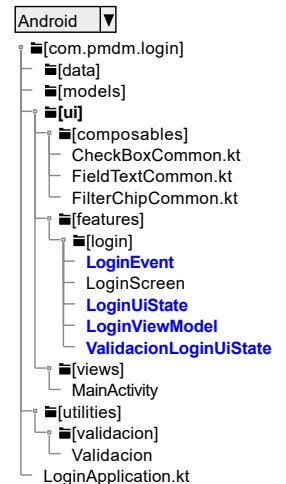 Android
[com.pmdm.login]
[data]
[models]
[ui]
[composables]
CheckBoxCommon.kt
FieldTextCommon.kt
FilterChipCommon.kt
[features]
[login]
LoginEvent
LoginScreen
LoginUiState
LoginViewModel
ValidacionLoginUiState
[views]
MainActivity
[utilities]
[validacion]
Validacion
LoginApplication.kt